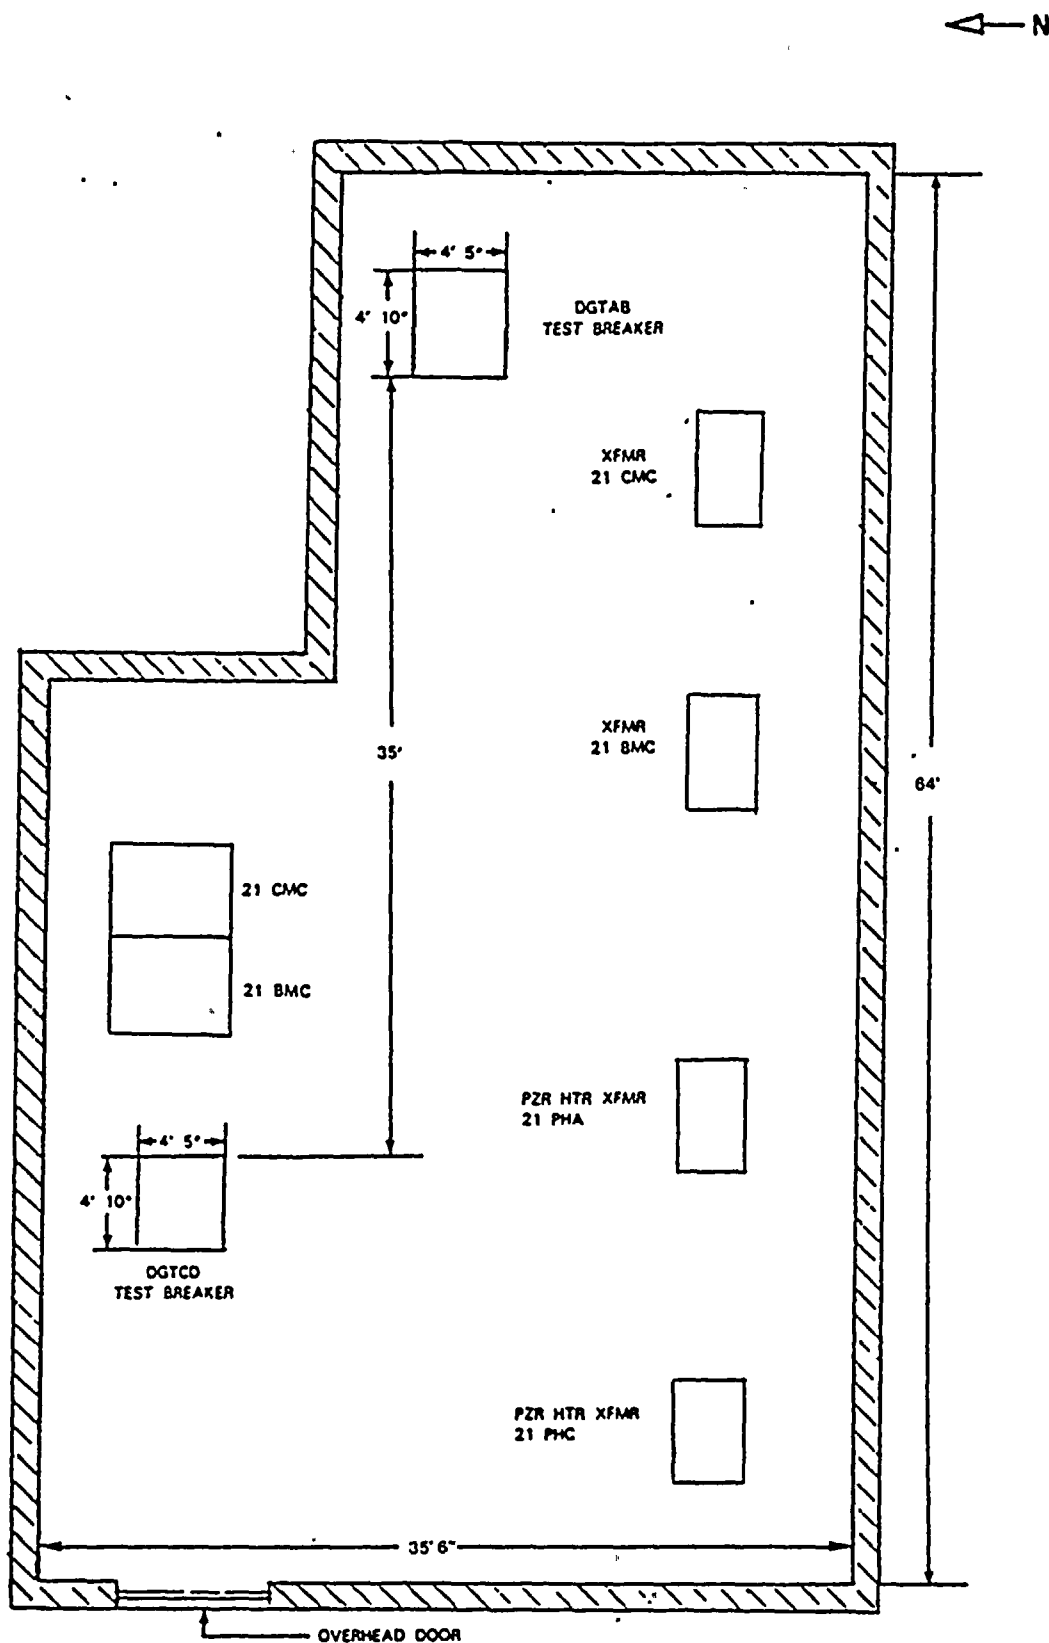 N
4' 5"
4' 10"
DGTAB
TEST BREAKER
XFMR
21 CMC
XFMR
21 BMC
35'
64'
21 CMC
21 BMC
PZR HTR XFMR
21 PHA
4' 5"
4' 10"
DGTCD
TEST BREAKER
PZR HTR XFMR
21 PHC
35' 6"
OVERHEAD DOOR